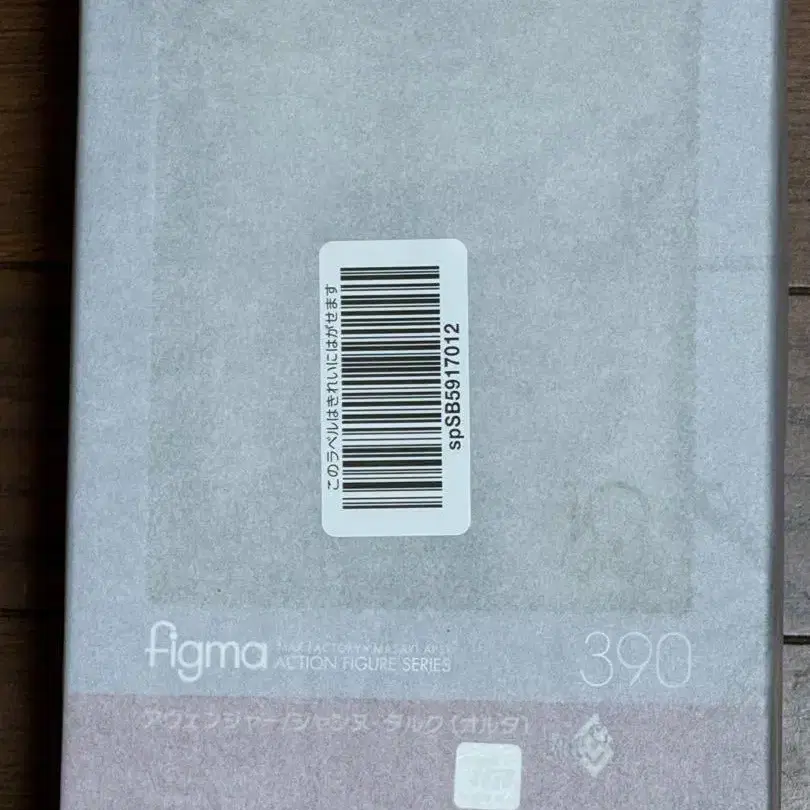 このラベルはきれいにはがせます
spSB5917012
figma
MAX FACTORY × MASAKI APSY
ACTION FIGURE SERIES
390
アヴェンジャー/ジャンヌ・ダルク〔オルタ〕